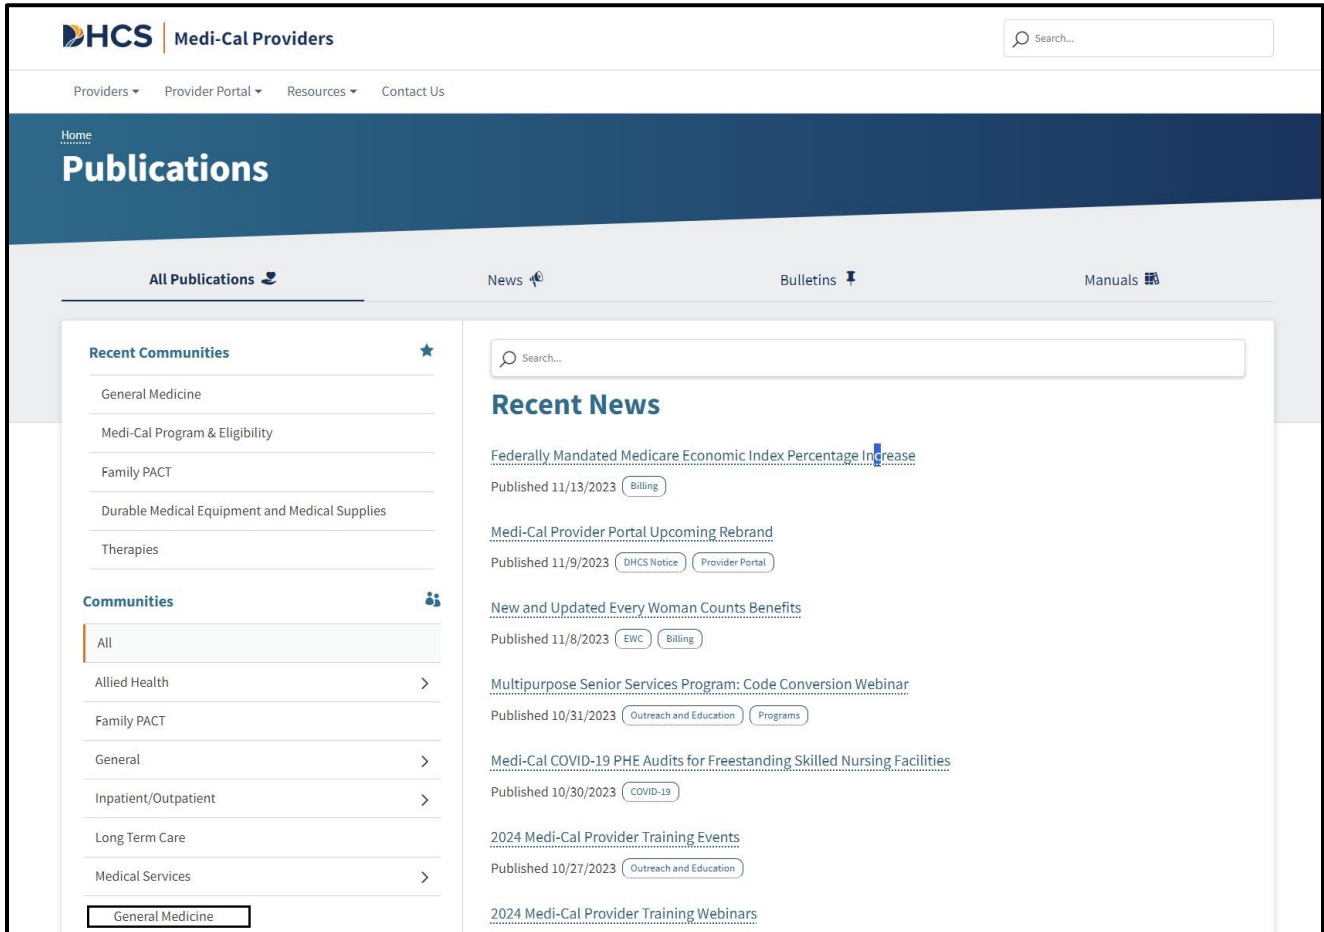 DHCS Medi-Cal Providers
Search...
Providers Provider Portal Resources Contact Us
Home
Publications
All Publications News Bulletins Manuals
Recent Communities
General Medicine
Medi-Cal Program & Eligibility
Family PACT
Durable Medical Equipment and Medical Supplies
Therapies
Communities
All
Allied Health
Family PACT
General
Inpatient/Outpatient
Long Term Care
Medical Services
General Medicine
Search...
Recent News
Federally Mandated Medicare Economic Index Percentage Increase
Published 11/13/2023 Billing
Medi-Cal Provider Portal Upcoming Rebrand
Published 11/9/2023 DHCS Notice Provider Portal
New and Updated Every Woman Counts Benefits
Published 11/8/2023 EWC Billing
Multipurpose Senior Services Program: Code Conversion Webinar
Published 10/31/2023 Outreach and Education Programs
Medi-Cal COVID-19 PHE Audits for Freestanding Skilled Nursing Facilities
Published 10/30/2023 COVID-19
2024 Medi-Cal Provider Training Events
Published 10/27/2023 Outreach and Education
2024 Medi-Cal Provider Training Webinars